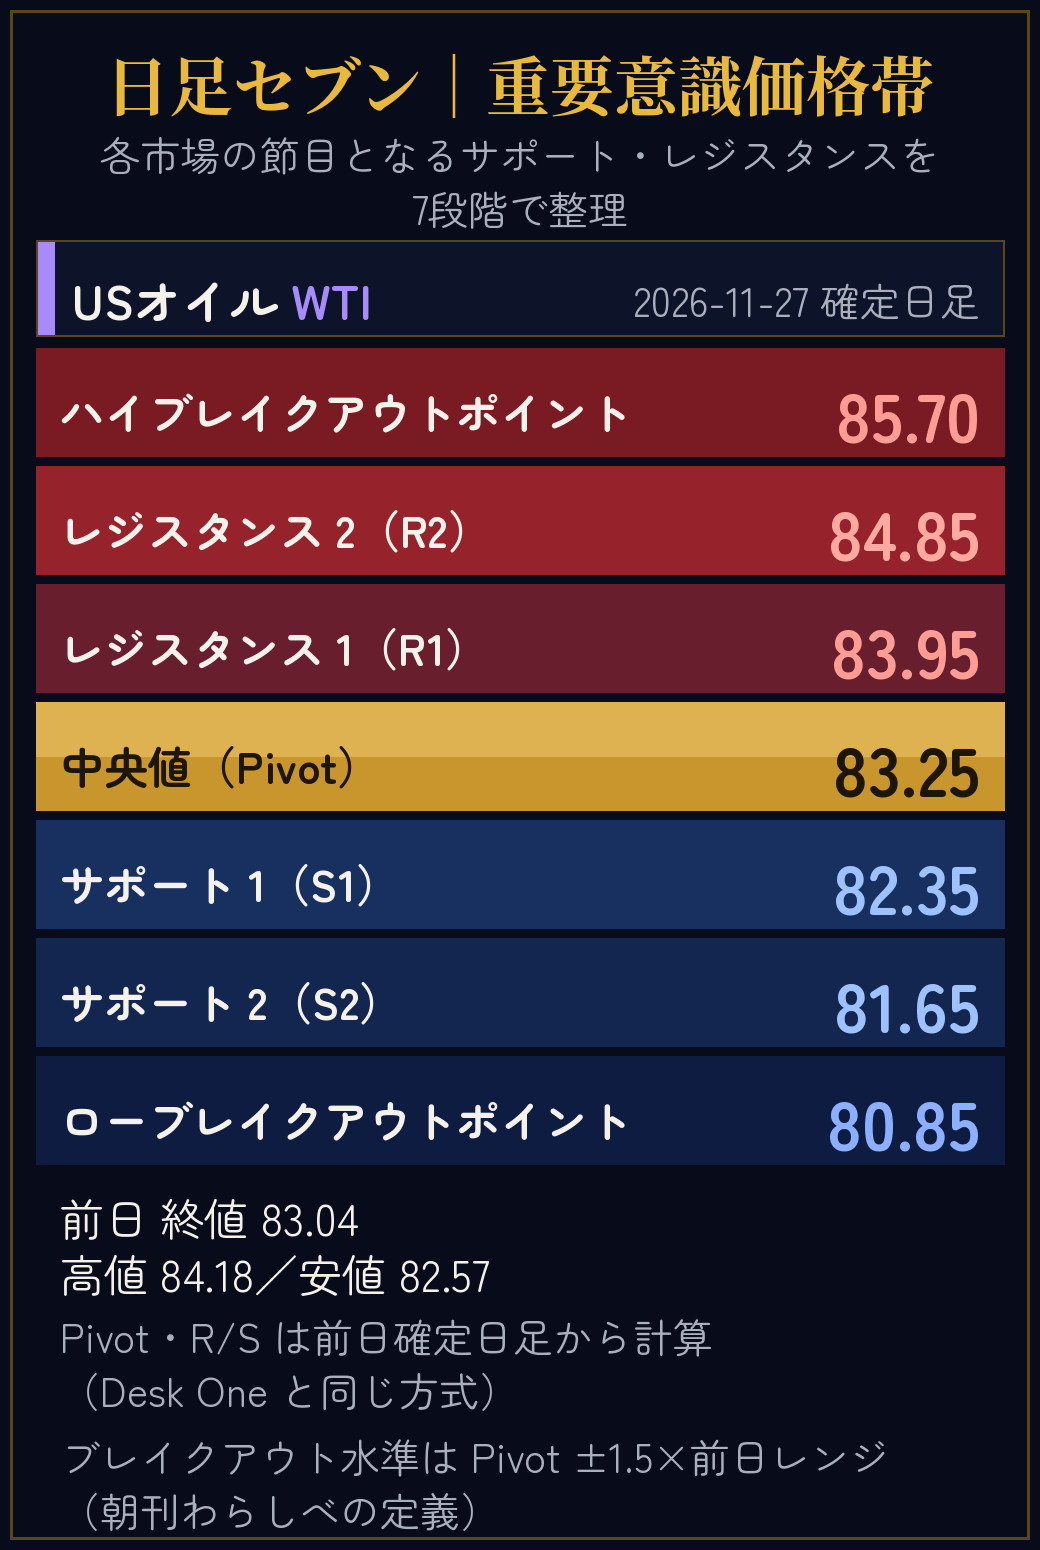 日足セブン｜重要意識価格帯
各市場の節目となるサポート・レジスタンスを
7段階で整理
USオイル WTI 2026-11-27 確定日足
ハイブレイクアウトポイント 85.70
レジスタンス 2（R2） 84.85
レジスタンス 1（R1） 83.95
中央値（Pivot） 83.25
サポート 1（S1） 82.35
サポート 2（S2） 81.65
ローブレイクアウトポイント 80.85
前日 終値 83.04
高値 84.18／安値 82.57
Pivot・R/S は前日確定日足から計算
（Desk One と同じ方式）
ブレイクアウト水準は Pivot ±1.5×前日レンジ
（朝刊わらしべの定義）